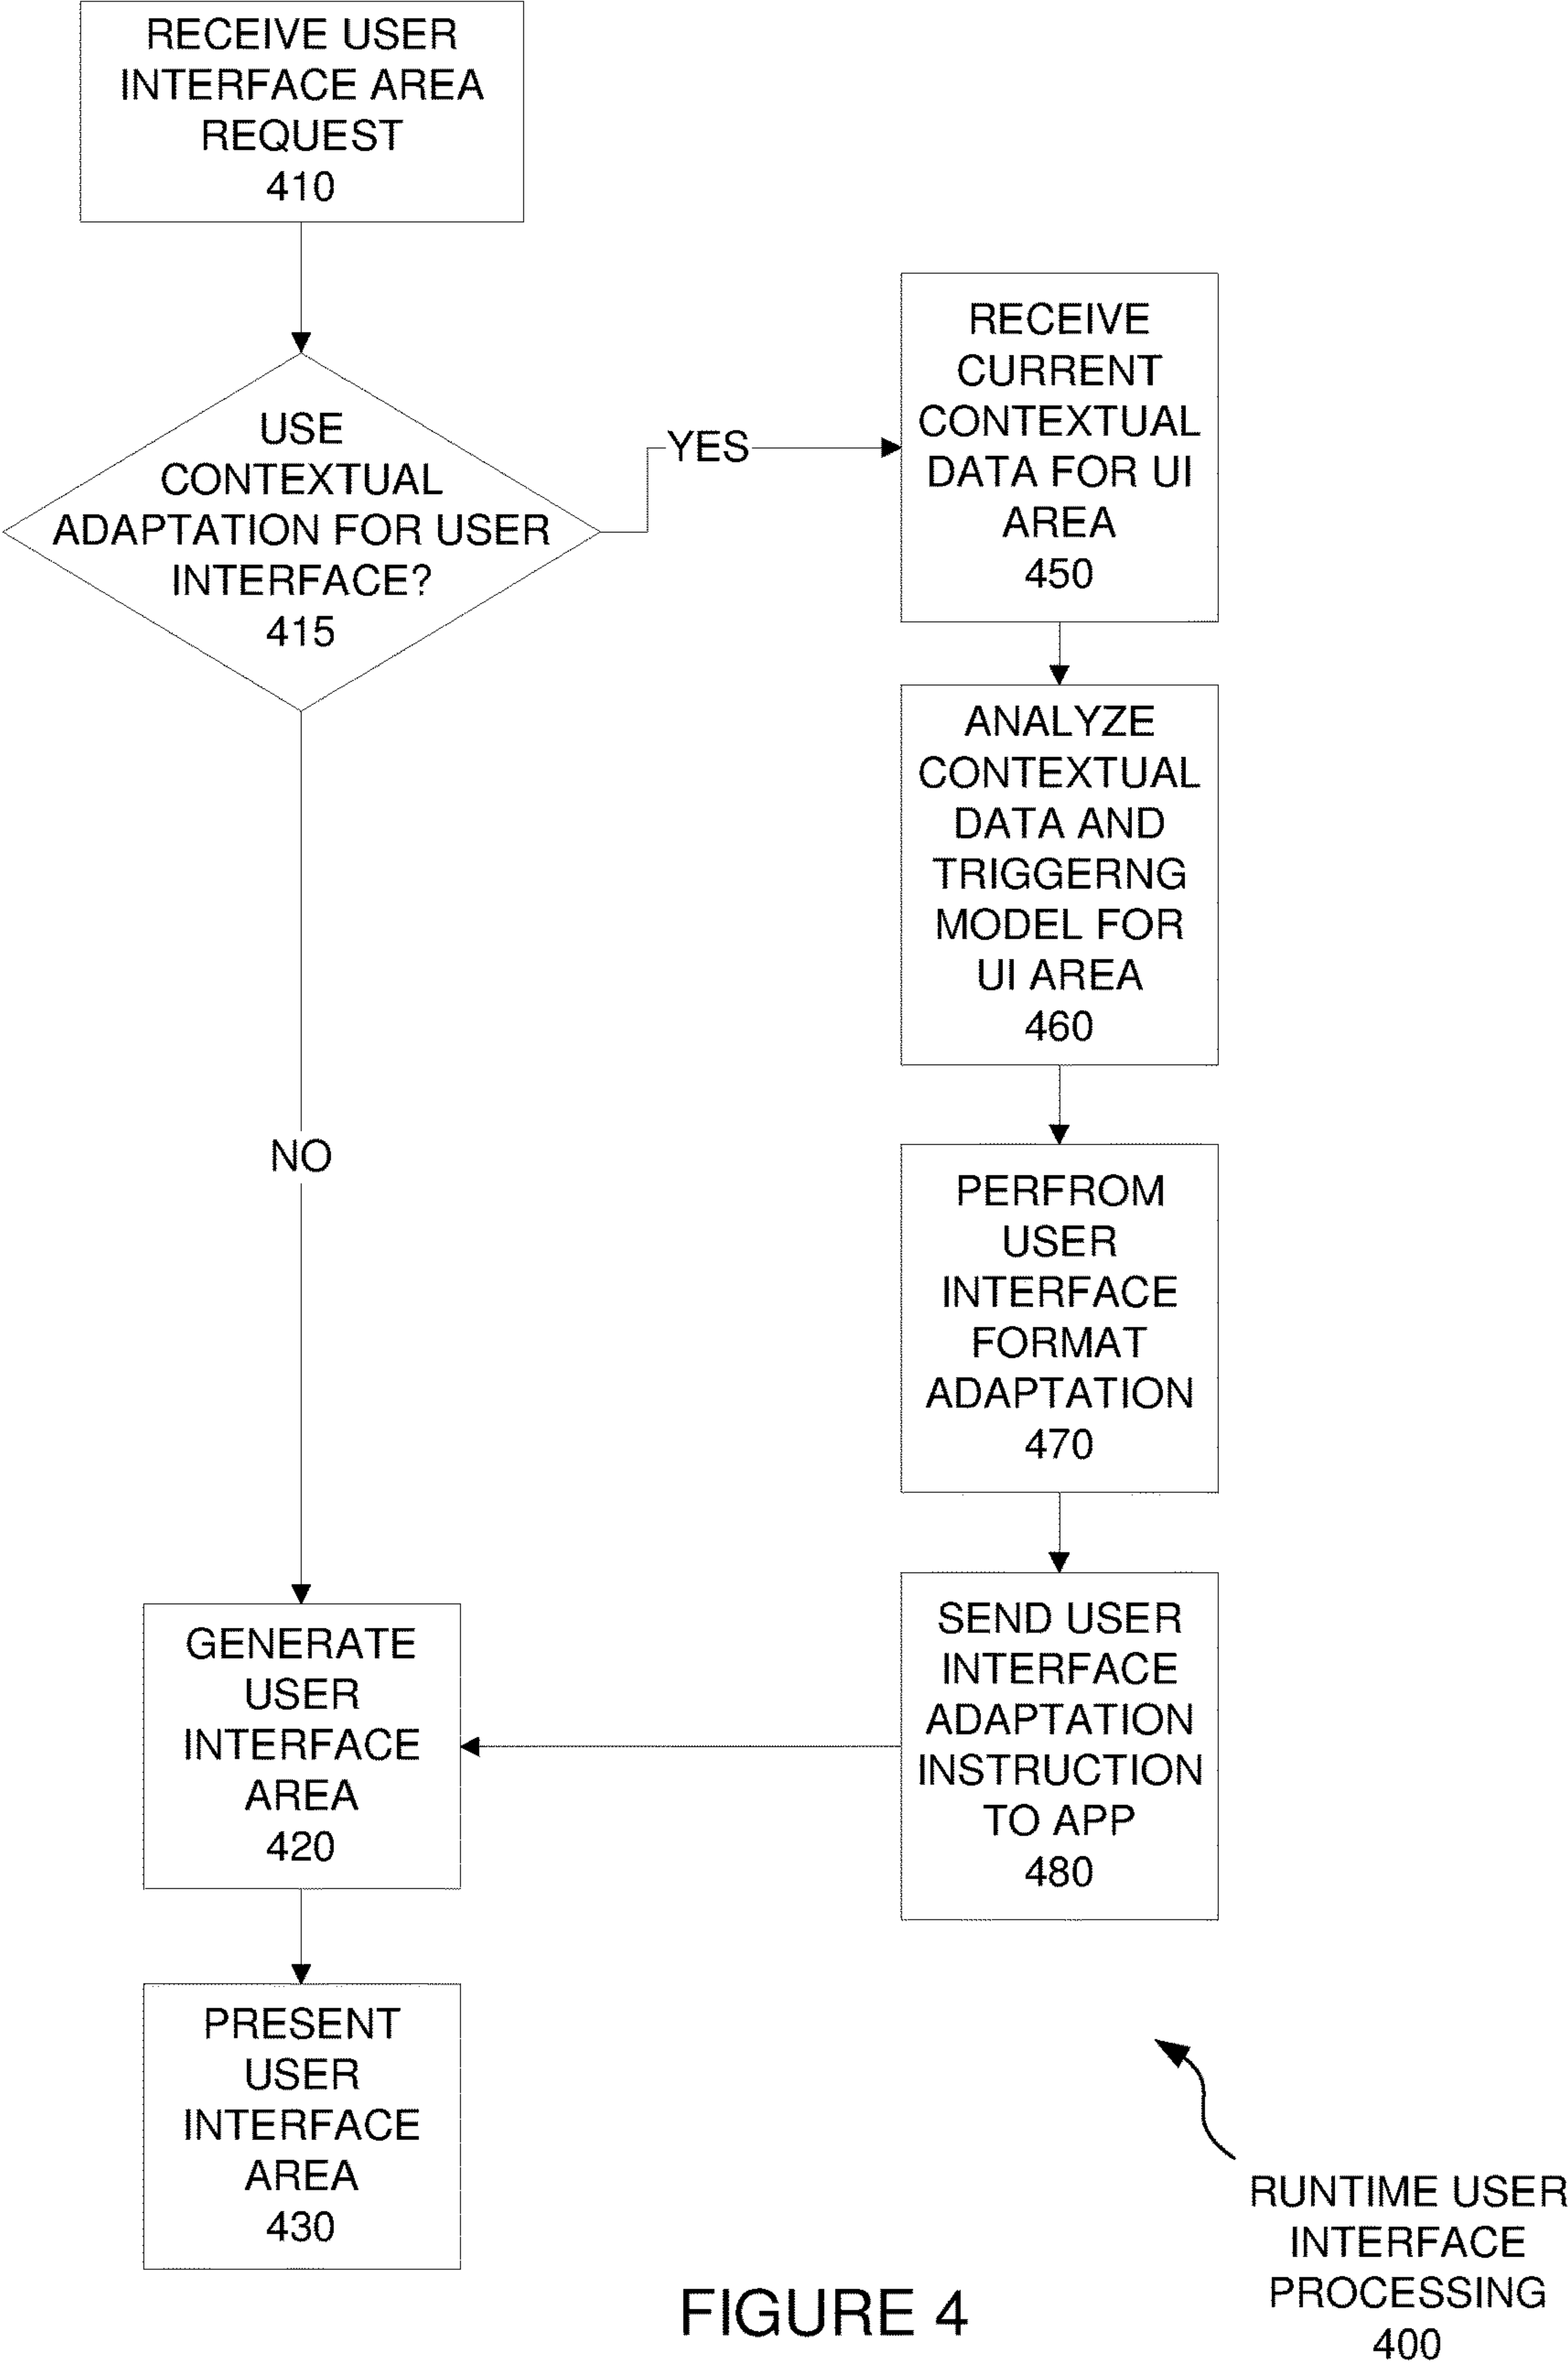 RECEIVE USER
INTERFACE AREA
REQUEST
410
USE
CONTEXTUAL
ADAPTATION FOR USER
INTERFACE?
415
YES
NO
RECEIVE
CURRENT
CONTEXTUAL
DATA FOR UI
AREA
450
ANALYZE
CONTEXTUAL
DATA AND
TRIGGERNG
MODEL FOR
UI AREA
460
PERFROM
USER
INTERFACE
FORMAT
ADAPTATION
470
SEND USER
INTERFACE
ADAPTATION
INSTRUCTION
TO APP
480
GENERATE
USER
INTERFACE
AREA
420
PRESENT
USER
INTERFACE
AREA
430
RUNTIME USER
INTERFACE
PROCESSING
400
FIGURE 4